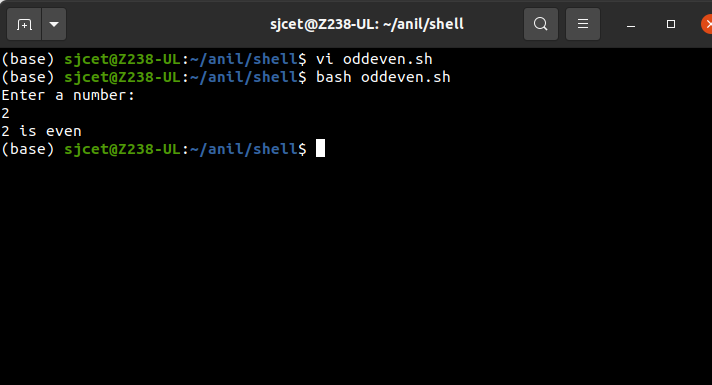 sjcet@Z238-UL: ~/anil/shell
(base) sjcet@Z238-UL:~/anil/shell$ vi oddeven.sh
(base) sjcet@Z238-UL:~/anil/shell$ bash oddeven.sh
Enter a number:
2
2 is even
(base) sjcet@Z238-UL:~/anil/shell$